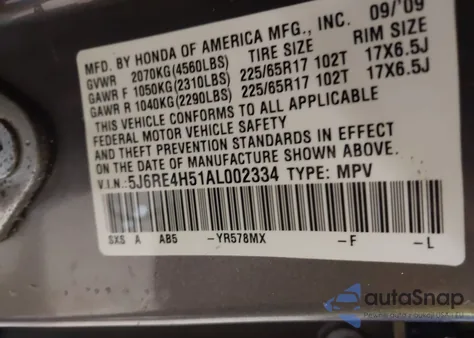 MFD. BY HONDA OF AMERICA MFG., INC. 09/'09
GVWR 2070KG(4560LBS) TIRE SIZE RIM SIZE
GAWR F 1050KG(2310LBS) 225/65R17 102T 17X6.5J
GAWR R 1040KG(2290LBS) 225/65R17 102T 17X6.5J
THIS VEHICLE CONFORMS TO ALL APPLICABLE
FEDERAL MOTOR VEHICLE SAFETY
AND THEFT PREVENTION STANDARDS IN EFFECT
ON THE DATE OF MANUFACTURE SHOWN ABOVE.
V.I.N.:5J6RE4H51AL002334 TYPE: MPV
SXS A AB5 -YR578MX -F -L
autoSnap